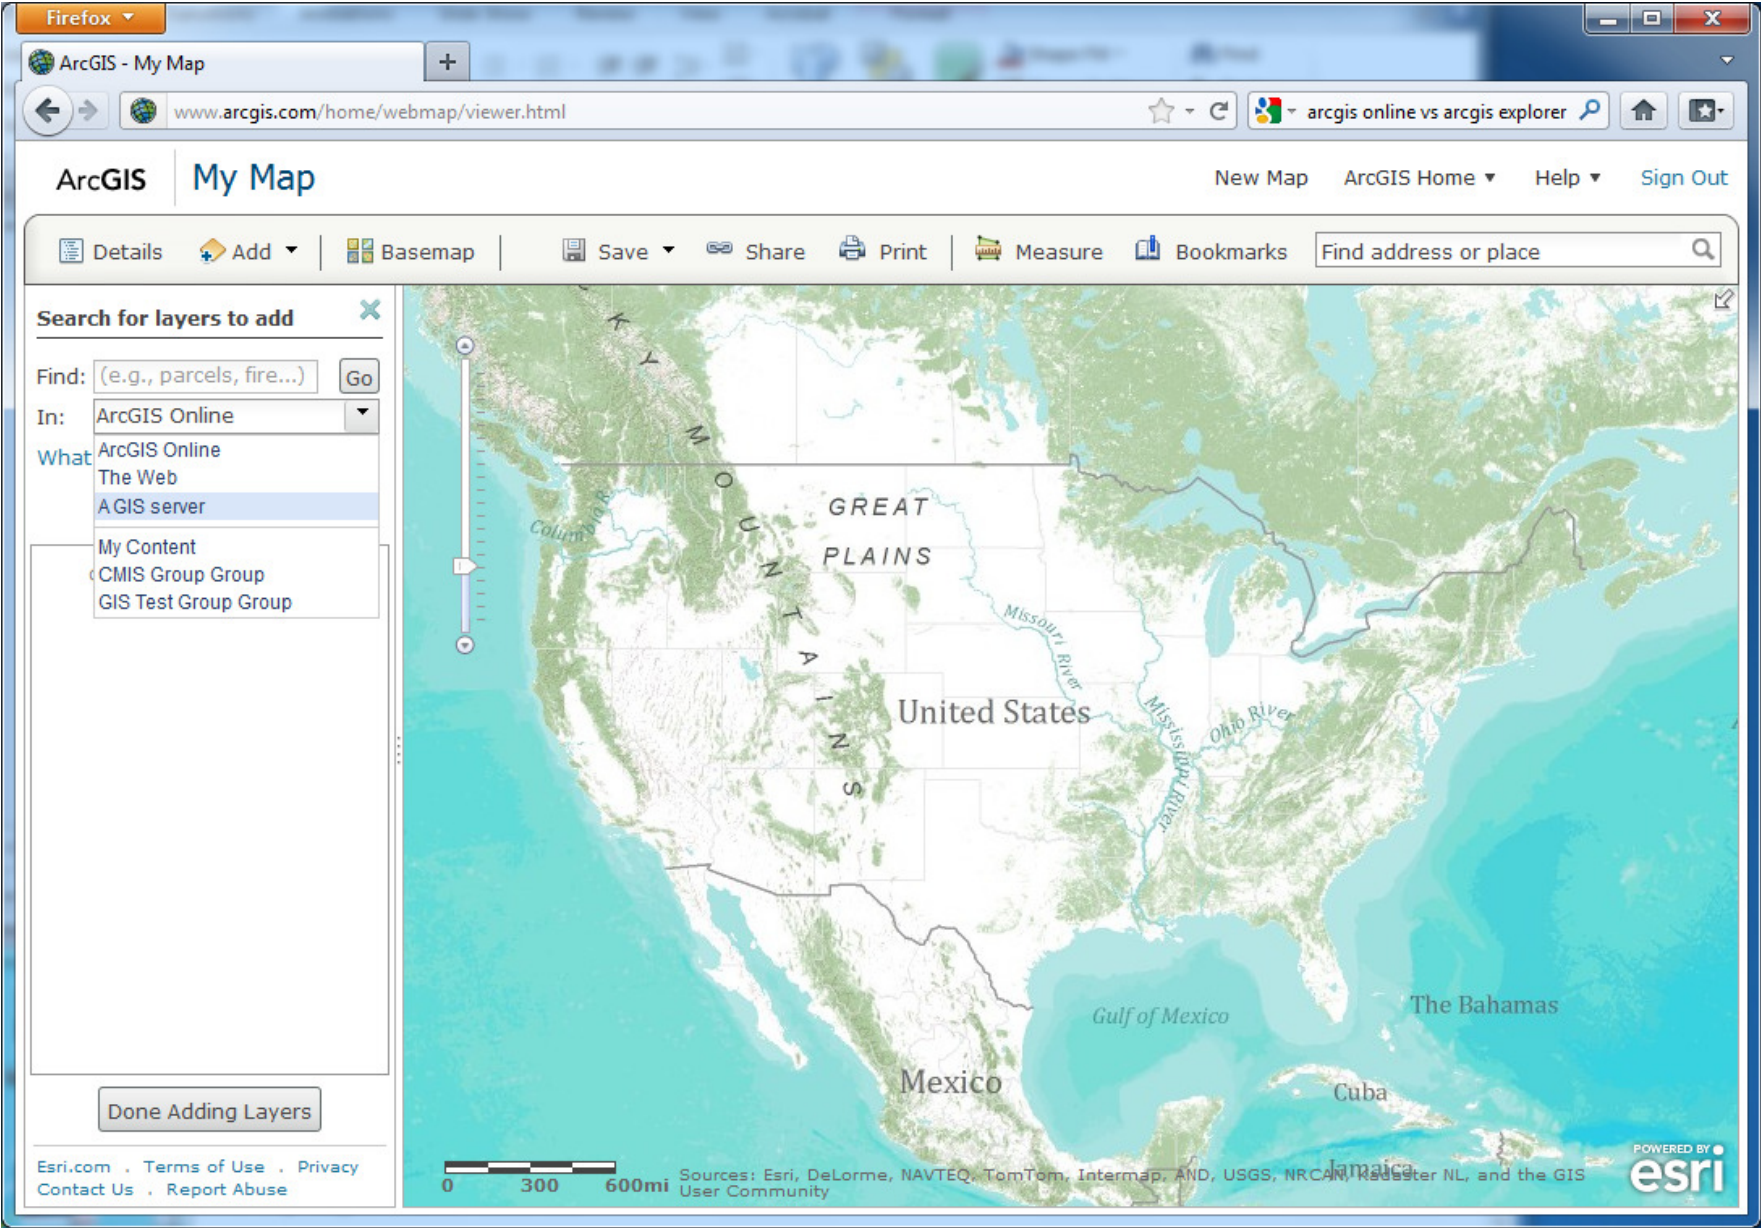 Firefox
ArcGIS - My Map
www.arcgis.com/home/webmap/viewer.html
arcgis online vs arcgis explorer
ArcGIS
My Map
New Map
ArcGIS Home
Help
Sign Out
Details
Add
Basemap
Save
Share
Print
Measure
Bookmarks
Find address or place
Search for layers to add
Find:
(e.g., parcels, fire...)
Go
In:
ArcGIS Online
What
ArcGIS Online
The Web
A GIS server
My Content
CMIS Group Group
GIS Test Group Group
Done Adding Layers
Esri.com . Terms of Use . Privacy
Contact Us . Report Abuse
K Y
MOUNTAINS
GREAT
PLAINS
Columbia R.
Missouri River
United States
Mississippi River
Ohio River
Gulf of Mexico
The Bahamas
Mexico
Cuba
Jamaica
0 300 600mi
Sources: Esri, DeLorme, NAVTEQ, TomTom, Intermap, AND, USGS, NRCAN, Kadaster NL, and the GIS
User Community
POWERED BY
esri